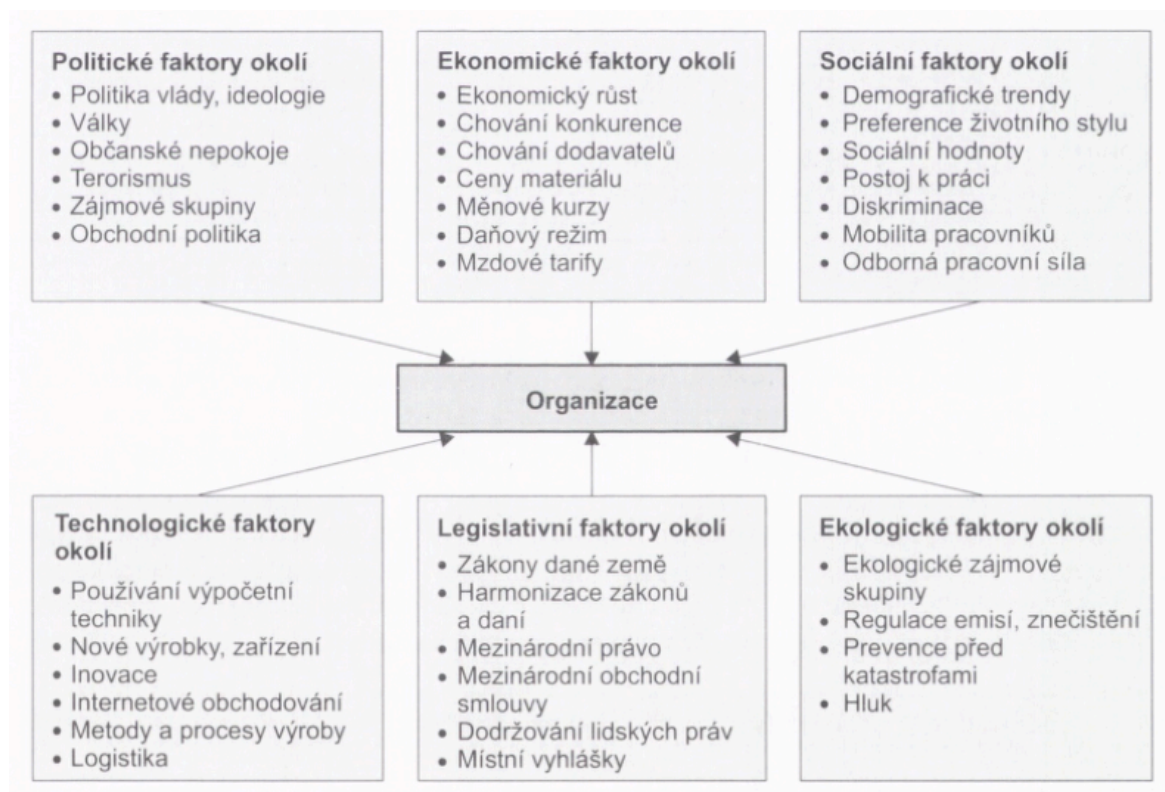 Politické faktory okolí
• Politika vlády, ideologie
• Války
• Občanské nepokoje
• Terorismus
• Zájmové skupiny
• Obchodní politika
Ekonomické faktory okolí
• Ekonomický růst
• Chování konkurence
• Chování dodavatelů
• Ceny materiálu
• Měnové kurzy
• Daňový režim
• Mzdové tarify
Sociální faktory okolí
• Demografické trendy
• Preference životního stylu
• Sociální hodnoty
• Postoj k práci
• Diskriminace
• Mobilita pracovníků
• Odborná pracovní síla
Organizace
Technologické faktory
okolí
• Používání výpočetní
techniky
• Nové výrobky, zařízení
• Inovace
• Internetové obchodování
• Metody a procesy výroby
• Logistika
Legislativní faktory okolí
• Zákony dané země
• Harmonizace zákonů
a daní
• Mezinárodní právo
• Mezinárodní obchodní
smlouvy
• Dodržování lidských práv
• Místní vyhlášky
Ekologické faktory okolí
• Ekologické zájmové
skupiny
• Regulace emisí, znečištění
• Prevence před
katastrofami
• Hluk